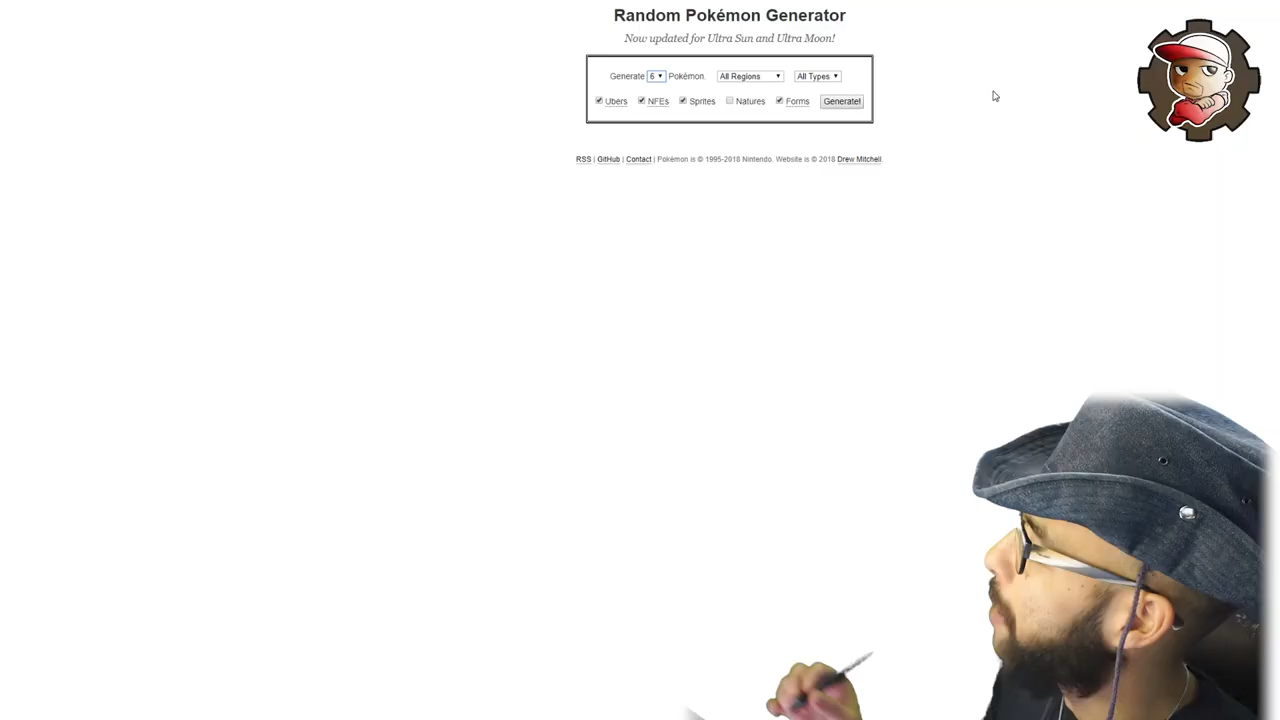 Random Pokémon Generator
Now updated for Ultra Sun and Ultra Moon!
Generate 6 Pokémon. All Regions All Types
Ubers NFEs Sprites Natures Forms Generate!
RSS | GitHub | Contact | Pokémon is © 1995-2018 Nintendo. Website is © 2018 Drew Mitchell.